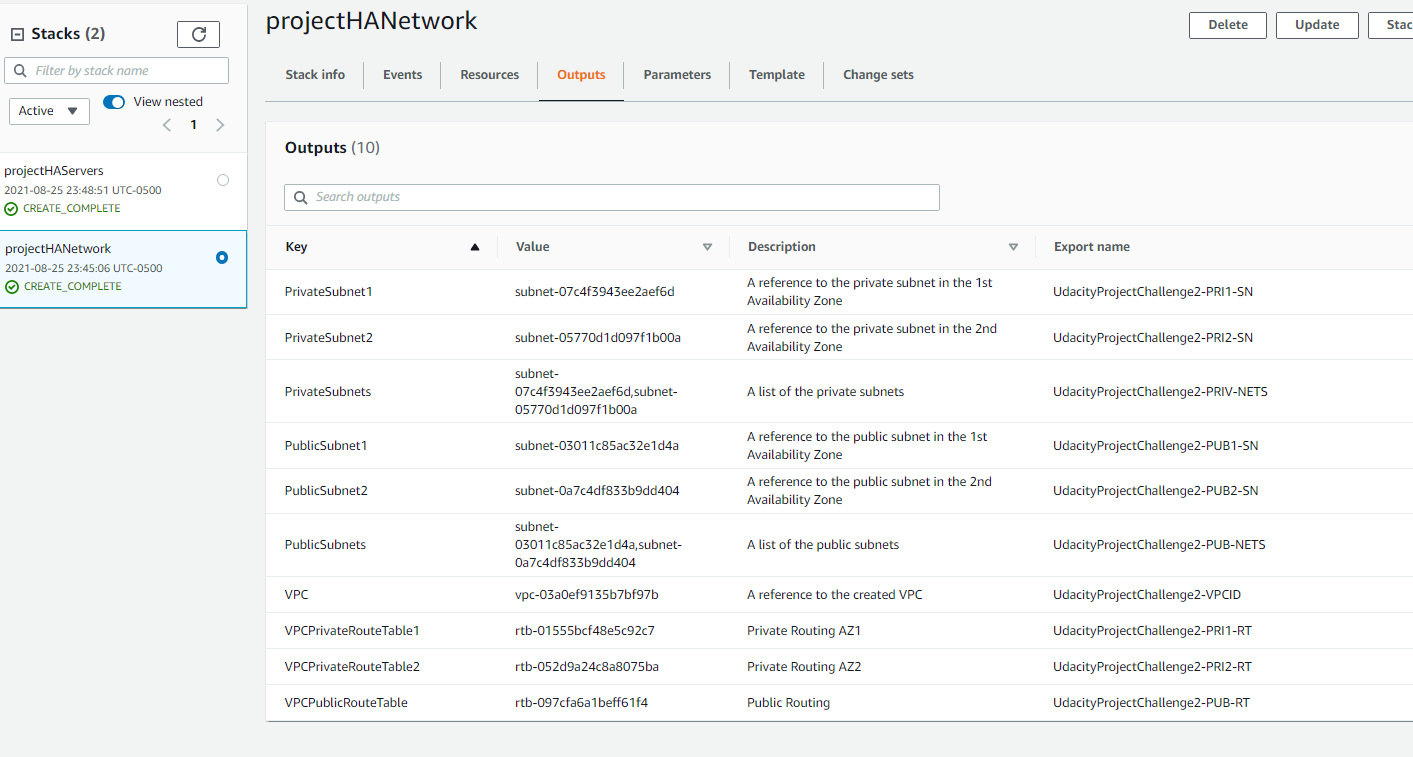 Stacks (2)
Filter by stack name
Active
View nested
1
projectHAServers
2021-08-25 23:48:51 UTC-0500
CREATE_COMPLETE
projectHANetwork
2021-08-25 23:45:06 UTC-0500
CREATE_COMPLETE
projectHANetwork
Delete
Update
Stac
Stack info
Events
Resources
Outputs
Parameters
Template
Change sets
Outputs (10)
Search outputs
Key
Value
Description
Export name
PrivateSubnet1
subnet-07c4f3943ee2aef6d
A reference to the private subnet in the 1st
Availability Zone
UdacityProjectChallenge2-PRI1-SN
PrivateSubnet2
subnet-05770d1d097f1b00a
A reference to the private subnet in the 2nd
Availability Zone
UdacityProjectChallenge2-PRI2-SN
PrivateSubnets
subnet-
07c4f3943ee2aef6d,subnet-
05770d1d097f1b00a
A list of the private subnets
UdacityProjectChallenge2-PRIV-NETS
PublicSubnet1
subnet-03011c85ac32e1d4a
A reference to the public subnet in the 1st
Availability Zone
UdacityProjectChallenge2-PUB1-SN
PublicSubnet2
subnet-0a7c4df833b9dd404
A reference to the public subnet in the 2nd
Availability Zone
UdacityProjectChallenge2-PUB2-SN
PublicSubnets
subnet-
03011c85ac32e1d4a,subnet-
0a7c4df833b9dd404
A list of the public subnets
UdacityProjectChallenge2-PUB-NETS
VPC
vpc-03a0ef9135b7bf97b
A reference to the created VPC
UdacityProjectChallenge2-VPCID
VPCPrivateRouteTable1
rtb-01555bcf48e5c92c7
Private Routing AZ1
UdacityProjectChallenge2-PRI1-RT
VPCPrivateRouteTable2
rtb-052d9a24c8a8075ba
Private Routing AZ2
UdacityProjectChallenge2-PRI2-RT
VPCPublicRouteTable
rtb-097cfa6a1beff61f4
Public Routing
UdacityProjectChallenge2-PUB-RT